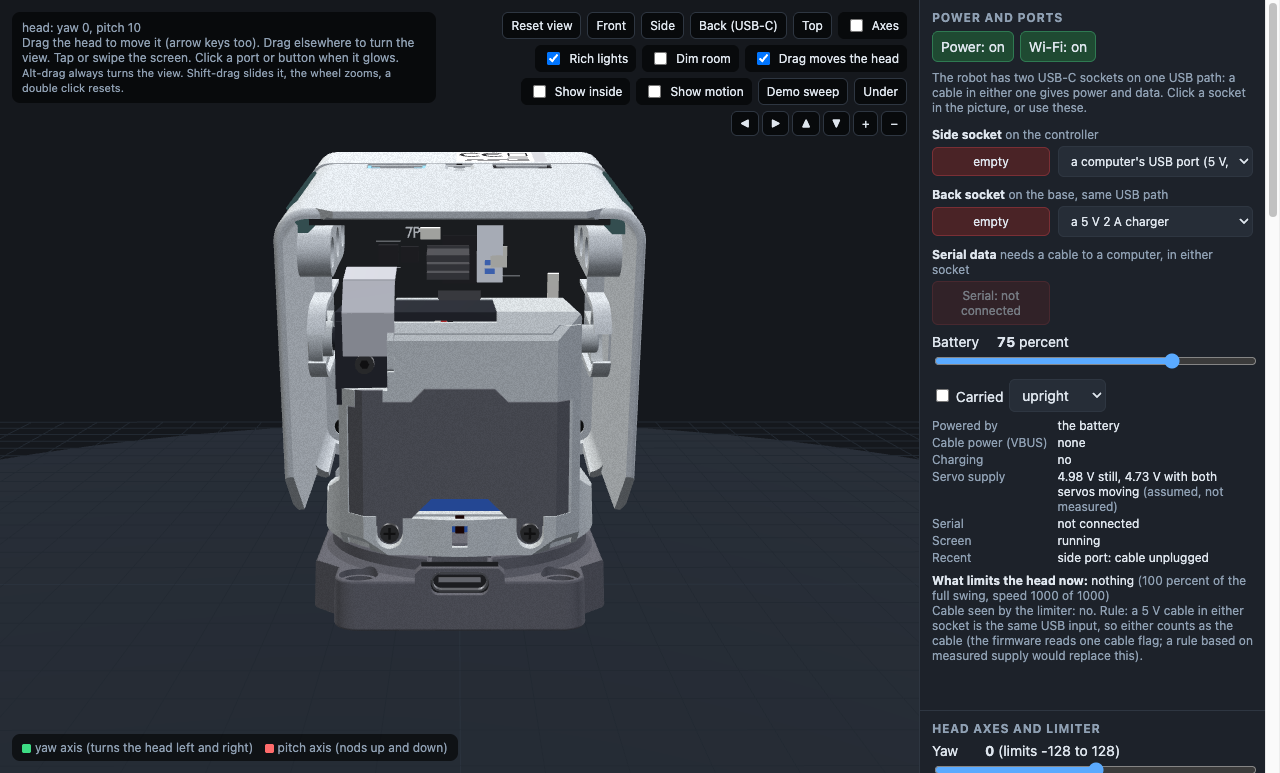 head: yaw 0, pitch 10
Drag the head to move it (arrow keys too). Drag elsewhere to turn the
view. Tap or swipe the screen. Click a port or button when it glows.
Alt-drag always turns the view. Shift-drag slides it, the wheel zooms, a
double click resets.
Reset view Front Side Back (USB-C) Top Axes
Rich lights Dim room Drag moves the head
Show inside Show motion Demo sweep Under
◄ ► ▲ ▼ + −
7P
yaw axis (turns the head left and right) pitch axis (nods up and down)
POWER AND PORTS
Power: on Wi-Fi: on
The robot has two USB-C sockets on one USB path: a
cable in either one gives power and data. Click a socket
in the picture, or use these.
Side socket on the controller
empty a computer's USB port (5 V,
Back socket on the base, same USB path
empty a 5 V 2 A charger
Serial data needs a cable to a computer, in either
socket
Serial: not
connected
Battery 75 percent
Carried upright
Powered by the battery
Cable power (VBUS) none
Charging no
Servo supply 4.98 V still, 4.73 V with both
servos moving (assumed, not
measured)
Serial not connected
Screen running
Recent side port: cable unplugged
What limits the head now: nothing (100 percent of the
full swing, speed 1000 of 1000)
Cable seen by the limiter: no. Rule: a 5 V cable in either
socket is the same USB input, so either counts as the
cable (the firmware reads one cable flag; a rule based on
measured supply would replace this).
HEAD AXES AND LIMITER
Yaw 0 (limits -128 to 128)